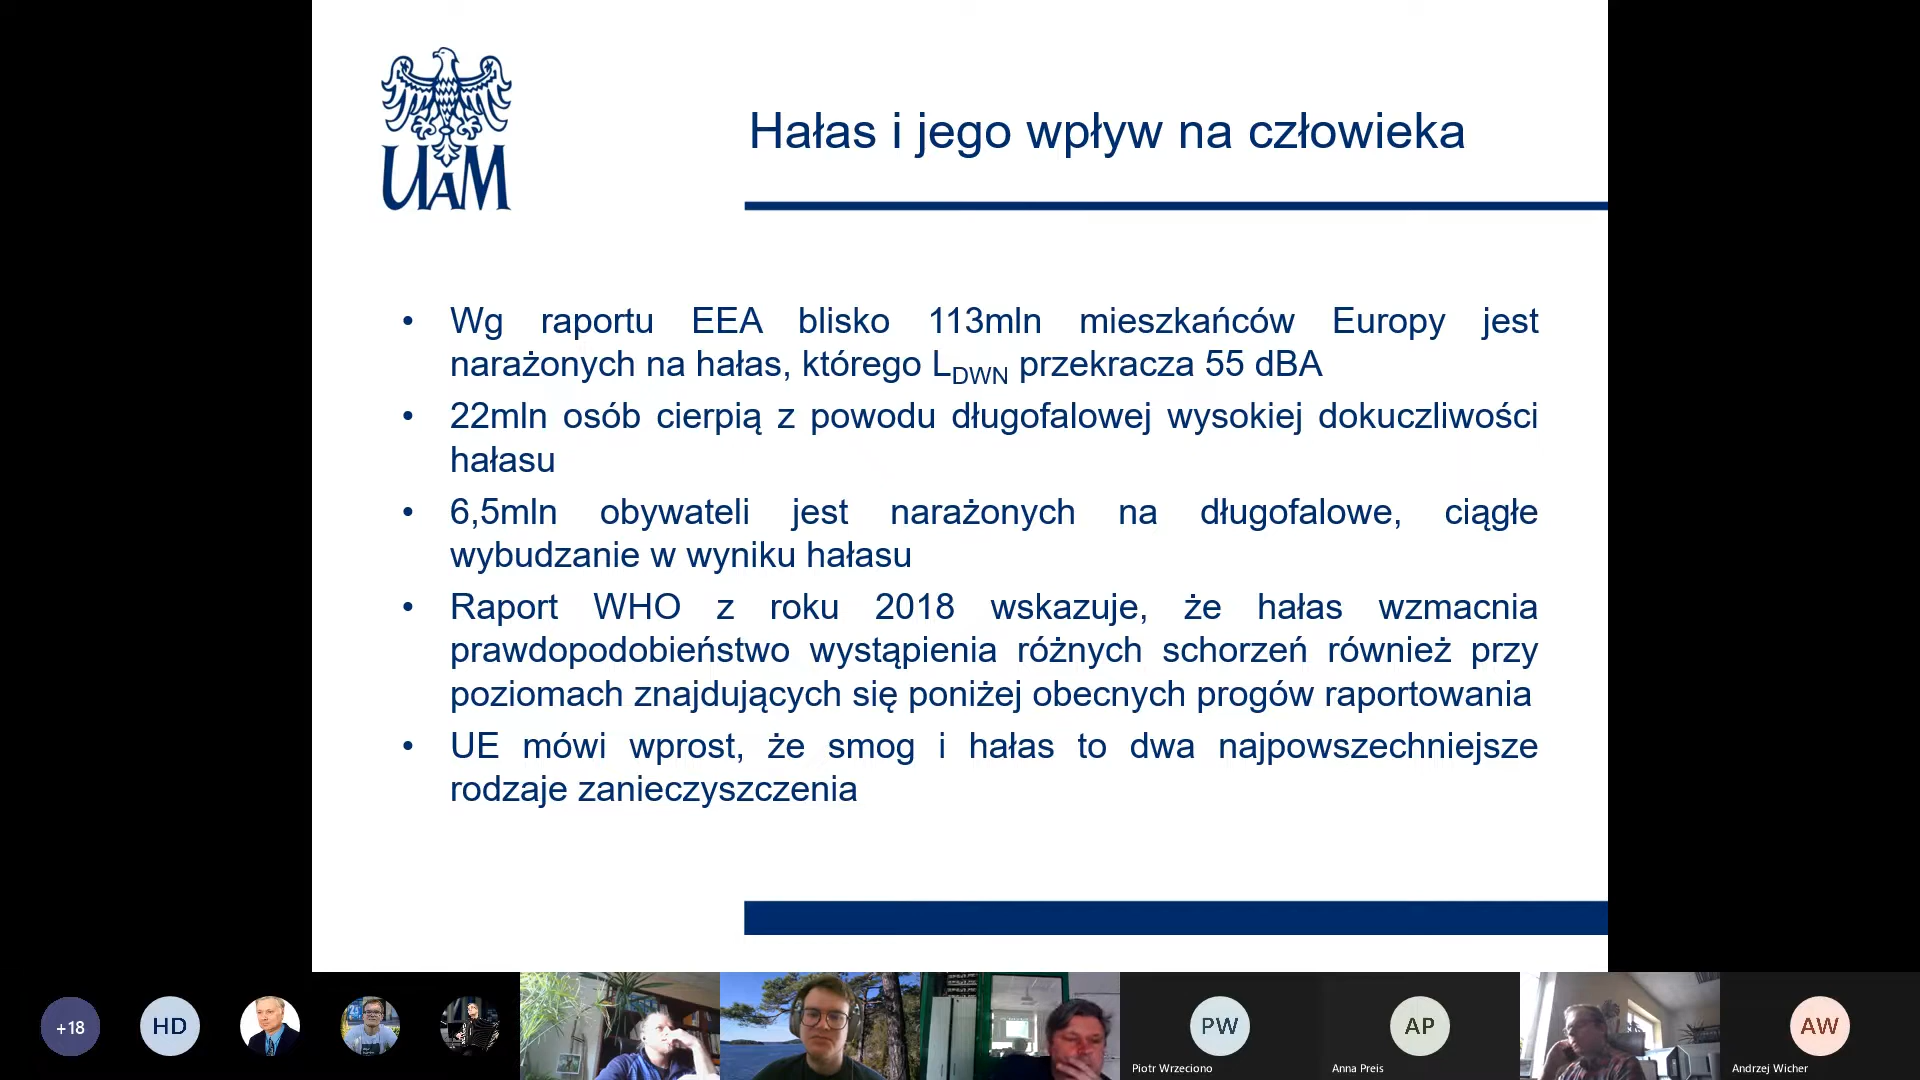 UAM
Hałas i jego wpływ na człowieka
• Wg raportu EEA blisko 113mln mieszkańców Europy jest
narażonych na hałas, którego LDWN przekracza 55 dBA
• 22mln osób cierpią z powodu długofalowej wysokiej dokuczliwości
hałasu
• 6,5mln obywateli jest narażonych na długofalowe, ciągłe
wybudzanie w wyniku hałasu
• Raport WHO z roku 2018 wskazuje, że hałas wzmacnia
prawdopodobieństwo wystąpienia różnych schorzeń również przy
poziomach znajdujących się poniżej obecnych progów raportowania
• UE mówi wprost, że smog i hałas to dwa najpowszechniejsze
rodzaje zanieczyszczenia
+18
HD
PW
Piotr Wrzeciono
AP
Anna Preis
AW
Andrzej Wicher